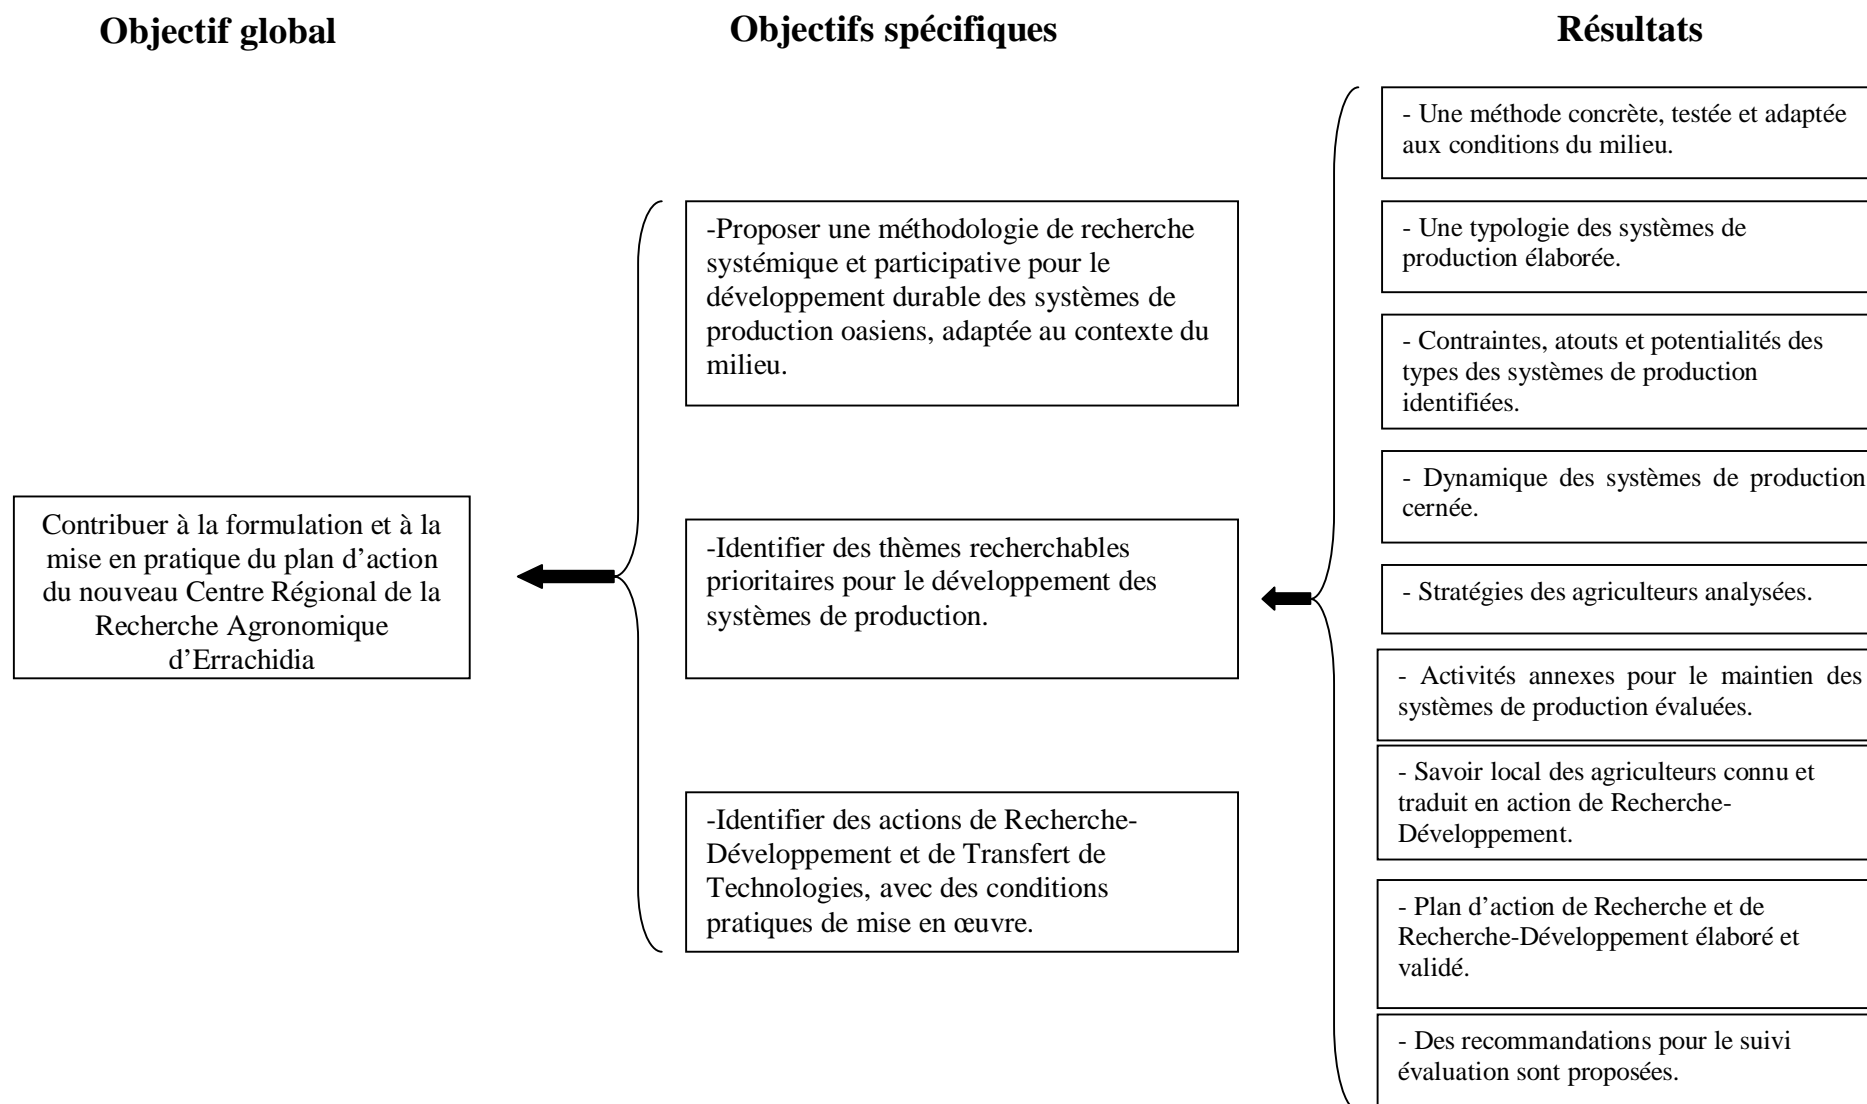 Objectif global
Objectifs spécifiques
Résultats
Contribuer à la formulation et à la
mise en pratique du plan d’action
du nouveau Centre Régional de la
Recherche Agronomique
d’Errachidia
-Proposer une méthodologie de recherche
systémique et participative pour le
développement durable des systèmes de
production oasiens, adaptée au contexte du
milieu.
-Identifier des thèmes recherchables
prioritaires pour le développement des
systèmes de production.
-Identifier des actions de Recherche-
Développement et de Transfert de
Technologies, avec des conditions
pratiques de mise en œuvre.
- Une méthode concrète, testée et adaptée
aux conditions du milieu.
- Une typologie des systèmes de
production élaborée.
- Contraintes, atouts et potentialités des
types des systèmes de production
identifiées.
- Dynamique des systèmes de production
cernée.
- Stratégies des agriculteurs analysées.
- Activités annexes pour le maintien des
systèmes de production évaluées.
- Savoir local des agriculteurs connu et
traduit en action de Recherche-
Développement.
- Plan d’action de Recherche et de
Recherche-Développement élaboré et
validé.
- Des recommandations pour le suivi
évaluation sont proposées.